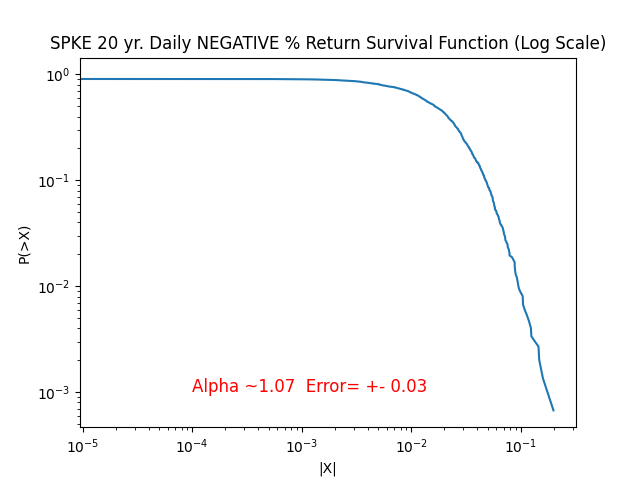 SPKE 20 yr. Daily NEGATIVE % Return Survival Function (Log Scale)
10⁰
10⁻¹
10⁻²
10⁻³
P(>X)
Alpha ~1.07  Error= +- 0.03
10⁻⁵ 10⁻⁴ 10⁻³ 10⁻² 10⁻¹
|X|